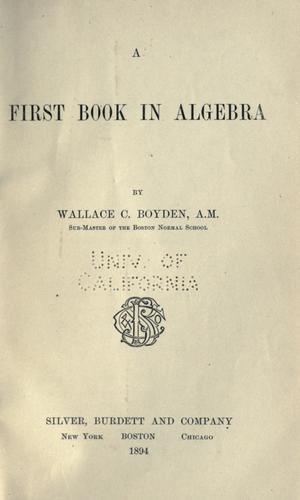 A
FIRST BOOK IN ALGEBRA
BY
WALLACE C. BOYDEN, A.M.
SUB-MASTER OF THE BOSTON NORMAL SCHOOL
UNIV. OF
CALIFORNIA
SILVER, BURDETT AND COMPANY
NEW YORK BOSTON CHICAGO
1894